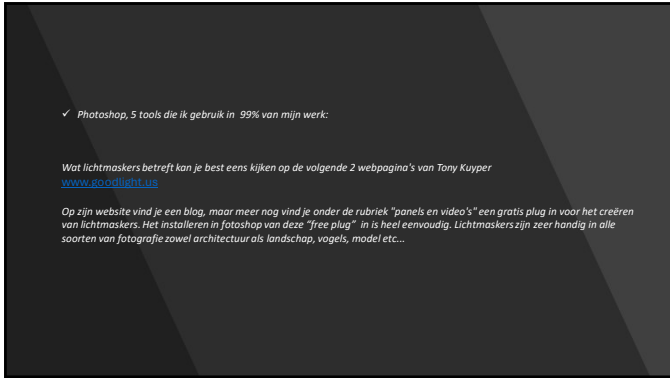 ✓ Photoshop, 5 tools die ik gebruik in 99% van mijn werk:
Wat lichtmaskers betreft kan je best eens kijken op de volgende 2 webpagina's van Tony Kuyper
www.goodlight.us
Op zijn website vind je een blog, maar meer nog vind je onder de rubriek "panels en video's" een gratis plug in voor het creëren
van lichtmaskers. Het installeren in fotoshop van deze "free plug" in is heel eenvoudig. Lichtmaskers zijn zeer handig in alle
soorten van fotografie zowel architectuur als landschap, vogels, model etc...